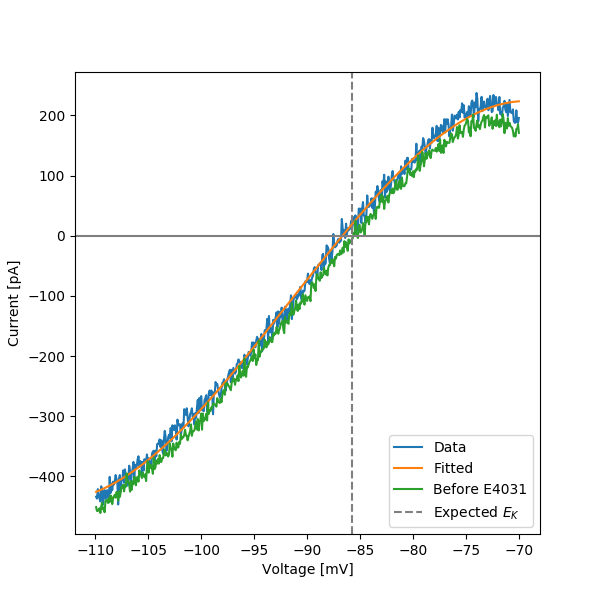 200
100
0
−100
−200
−300
−400
Current [pA]
−110 −105 −100 −95 −90 −85 −80 −75 −70
Voltage [mV]
Data
Fitted
Before E4031
Expected E_K